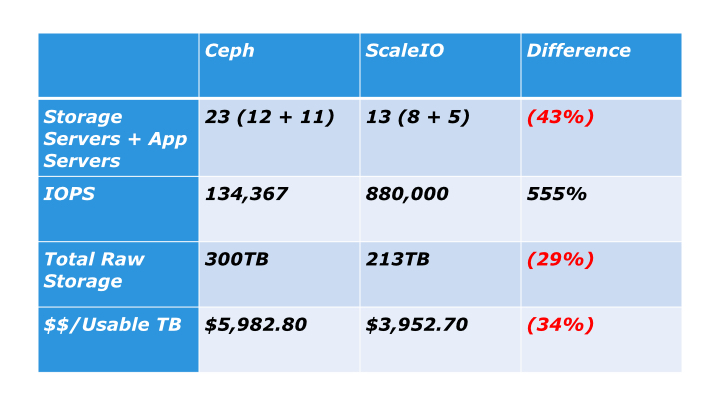 Ceph ScaleIO Difference
Storage Servers + App Servers 23 (12 + 11) 13 (8 + 5) (43%)
IOPS 134,367 880,000 555%
Total Raw Storage 300TB 213TB (29%)
$$/Usable TB $5,982.80 $3,952.70 (34%)